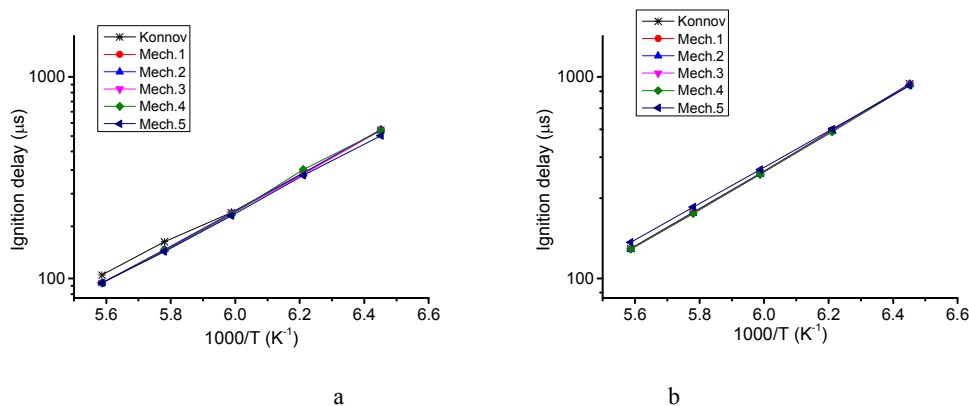 Konnov
Mech.1
Mech.2
Mech.3
Mech.4
Mech.5
1000
100
Ignition delay (μs)
5.6 5.8 6.0 6.2 6.4 6.6
1000/T (K⁻¹)
a
Konnov
Mech.1
Mech.2
Mech.3
Mech.4
Mech.5
1000
100
Ignition delay (μs)
5.6 5.8 6.0 6.2 6.4 6.6
1000/T (K⁻¹)
b